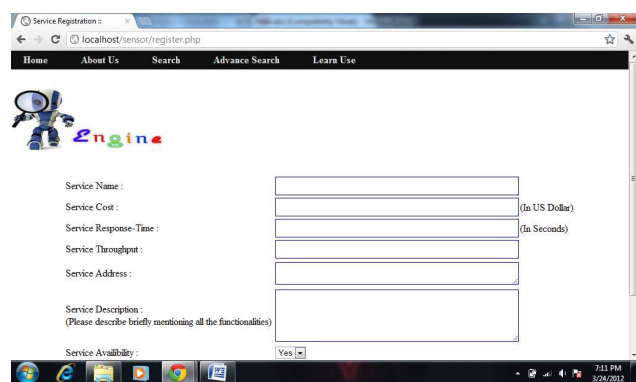 Service Registration ::
localhost/sensor/register.php
Home About Us Search Advance Search Learn Use
Engine
Service Name :
Service Cost : (In US Dollar)
Service Response-Time : (In Seconds)
Service Throughput :
Service Address :
Service Description :
(Please describe briefly mentioning all the functionalities)
Service Availibility : Yes
7:11 PM
3/24/2012